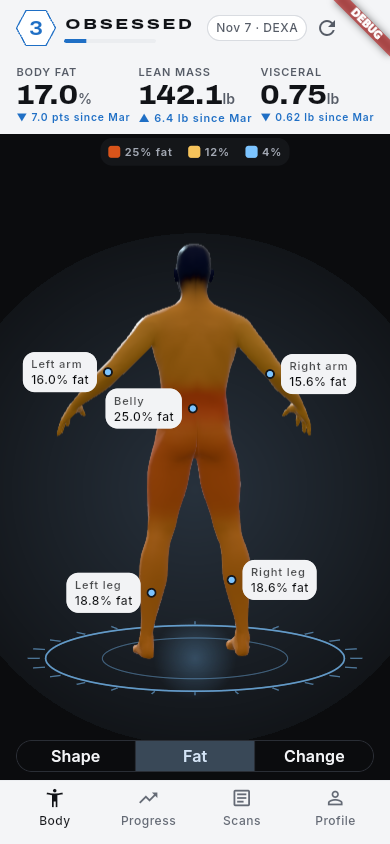 3
OBSESSED
Nov 7 · DEXA
DEBUG
BODY FAT
LEAN MASS
VISCERAL
17.0%
142.1lb
0.75lb
▼ 7.0 pts since Mar
▲ 6.4 lb since Mar
▼ 0.62 lb since Mar
25% fat
12%
4%
Left arm
16.0% fat
Right arm
15.6% fat
Belly
25.0% fat
Right leg
18.6% fat
Left leg
18.8% fat
Shape
Fat
Change
Body
Progress
Scans
Profile